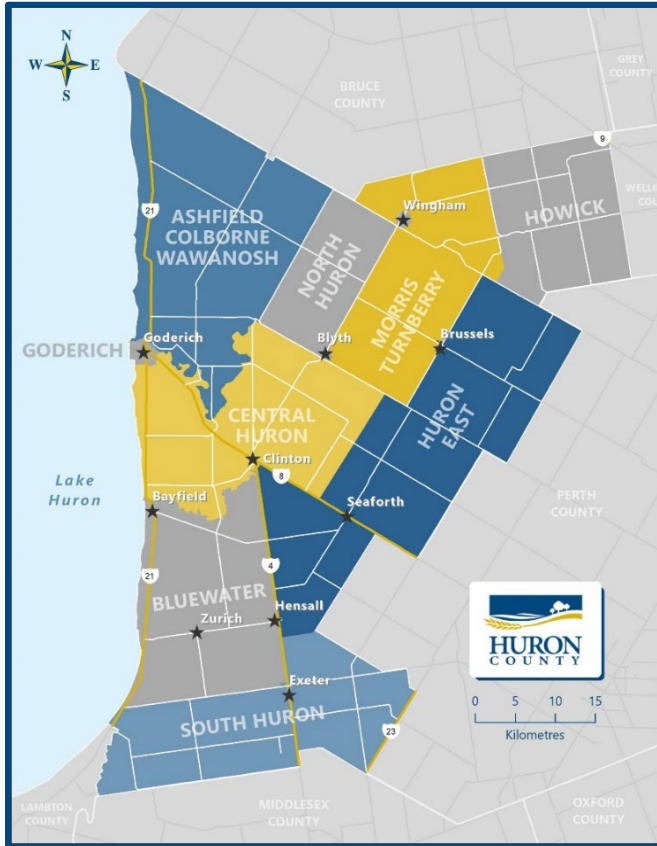 N
W
E
S
BRUCE
COUNTY
GREY
COUNTY
9
WELLI
COU
Wingham
HOWICK
21
ASHFIELD
COLBORNE
WAWANOSH
NORTH
HURON
MORRIS
TURNBERRY
Goderich
GODERICH
Blyth
Brussels
CENTRAL
HURON
HURON
EAST
Clinton
8
Lake
Huron
Bayfield
Seaforth
PERTH
COUNTY
21
4
BLUEWATER
Hensall
Zurich
HURON
COUNTY
Exeter
0 5 10 15
Kilometres
SOUTH HURON
23
LAMBTON
COUNTY
MIDDLESEX
COUNTY
OXFORD
COUNTY